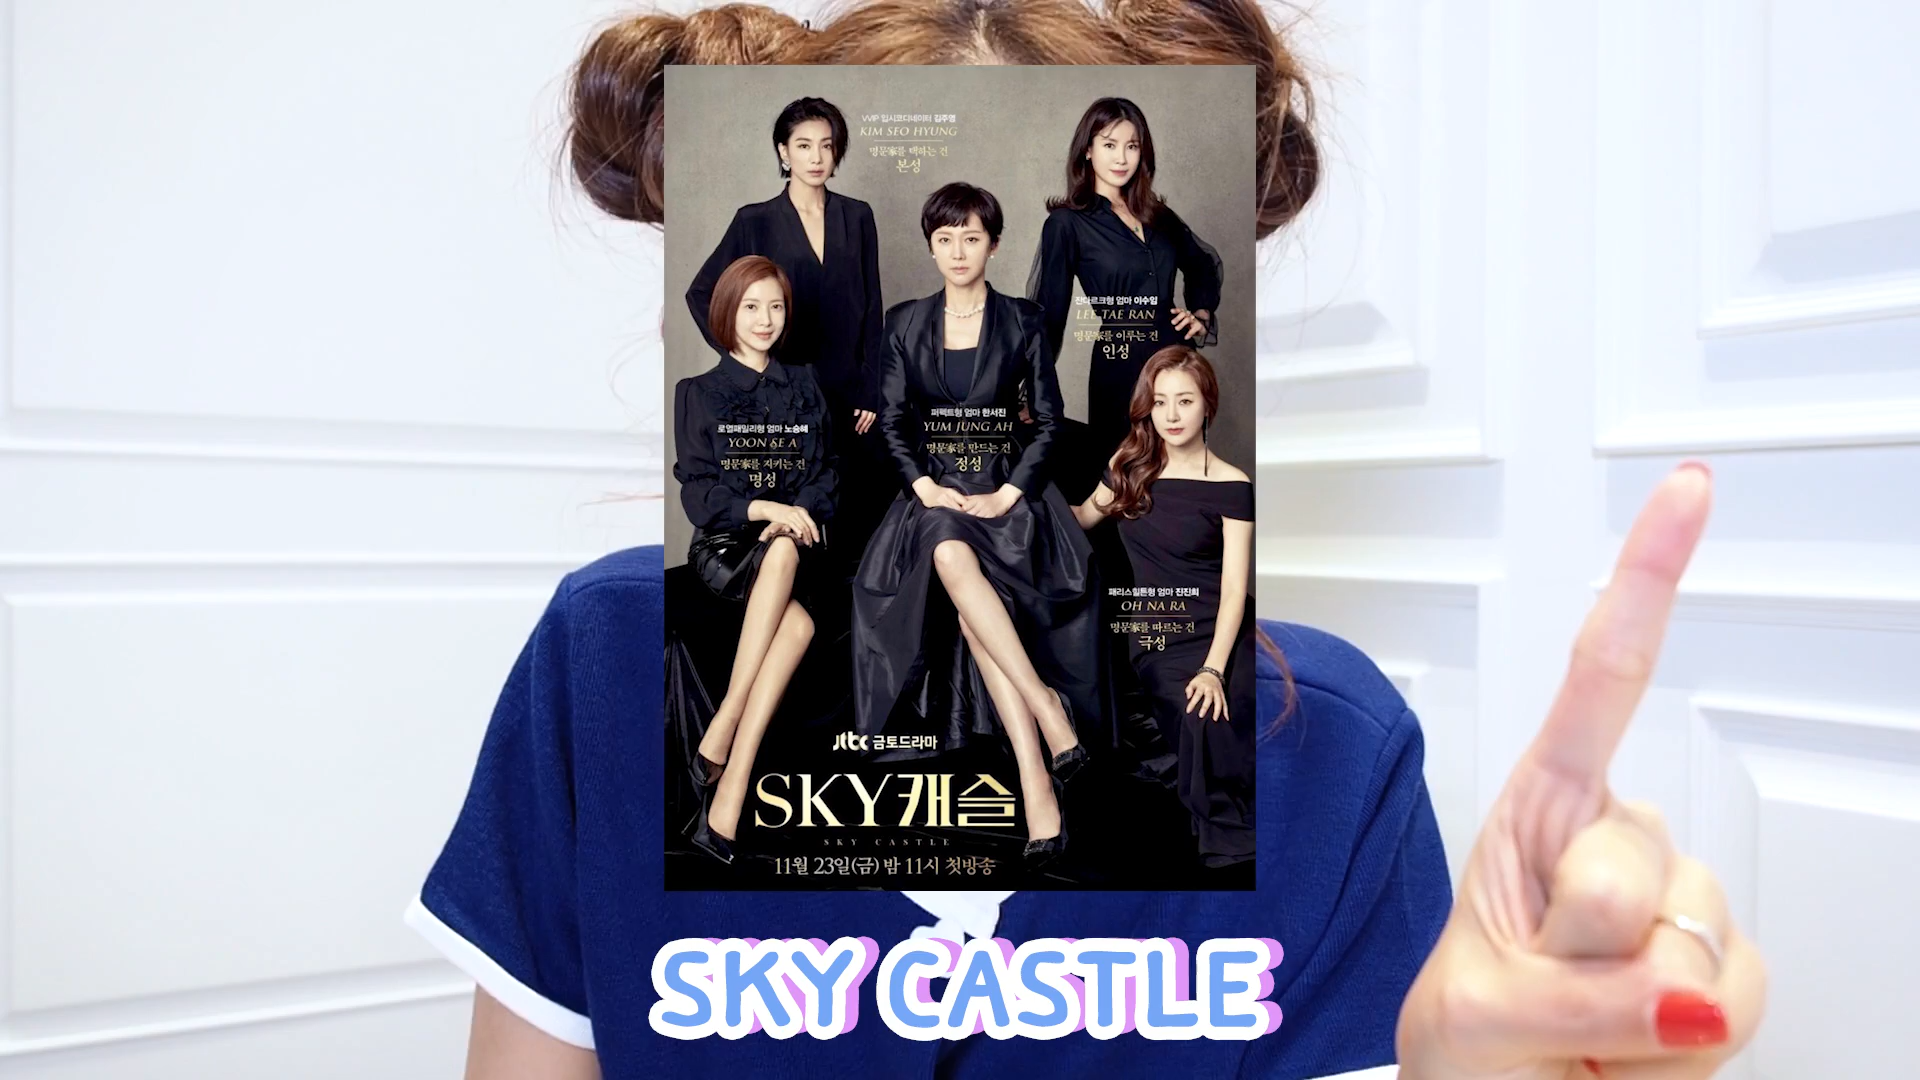 VVIP 입시코디네이터 김주영
KIM SEO HYUNG
명문家를 택하는 건
본성
잔다르크형 엄마 이수임
LEE TAE RAN
명문家를 이루는 건
인성
로열패밀리형 엄마 노승혜
YOON SE A
명문家를 지키는 건
명성
퍼펙트형 엄마 한서진
YUM JUNG AH
명문家를 만드는 건
정성
패리스힐튼형 엄마 진진희
OH NA RA
명문家를 따르는 건
극성
jtbc 금토드라마
SKY캐슬
SKY CASTLE
11월 23일(금) 밤 11시 첫방송
SKY CASTLE